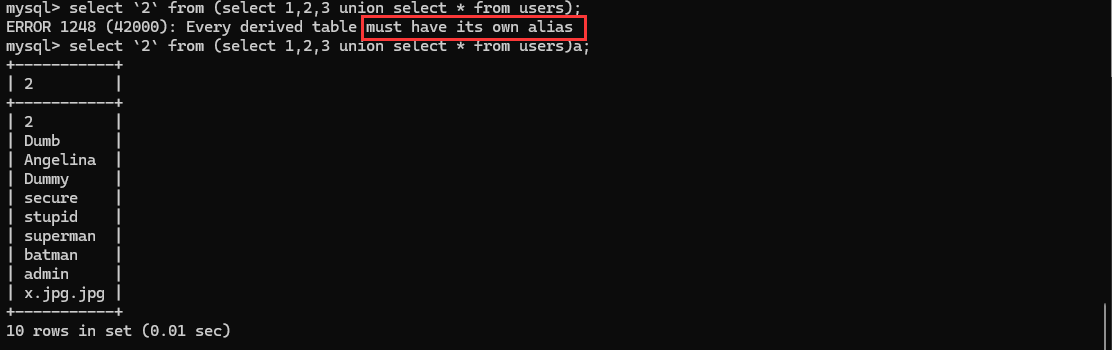 mysql> select `2` from (select 1,2,3 union select * from users);
ERROR 1248 (42000): Every derived table must have its own alias
mysql> select `2` from (select 1,2,3 union select * from users)a;
+-----------+
| 2         |
+-----------+
| 2         |
| Dumb      |
| Angelina  |
| Dummy     |
| secure    |
| stupid    |
| superman  |
| batman    |
| admin     |
| x.jpg.jpg |
+-----------+
10 rows in set (0.01 sec)